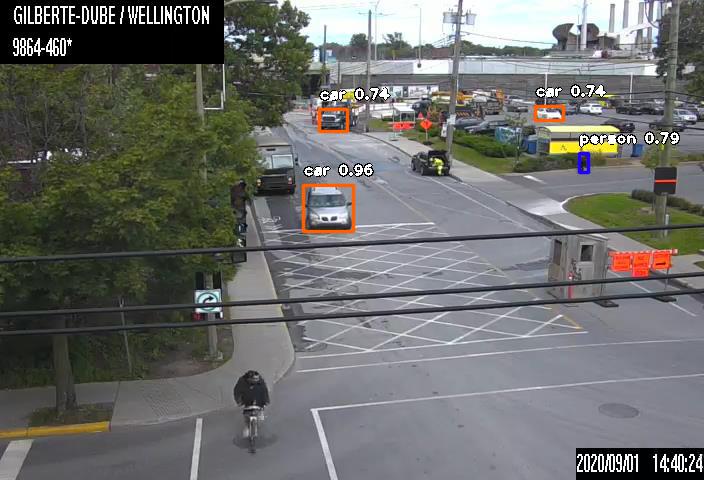 GILBERTE-DUBE / WELLINGTON
9864-460*
car 0.74
car 0.74
person 0.79
car 0.96
2020/09/01 14:40:24